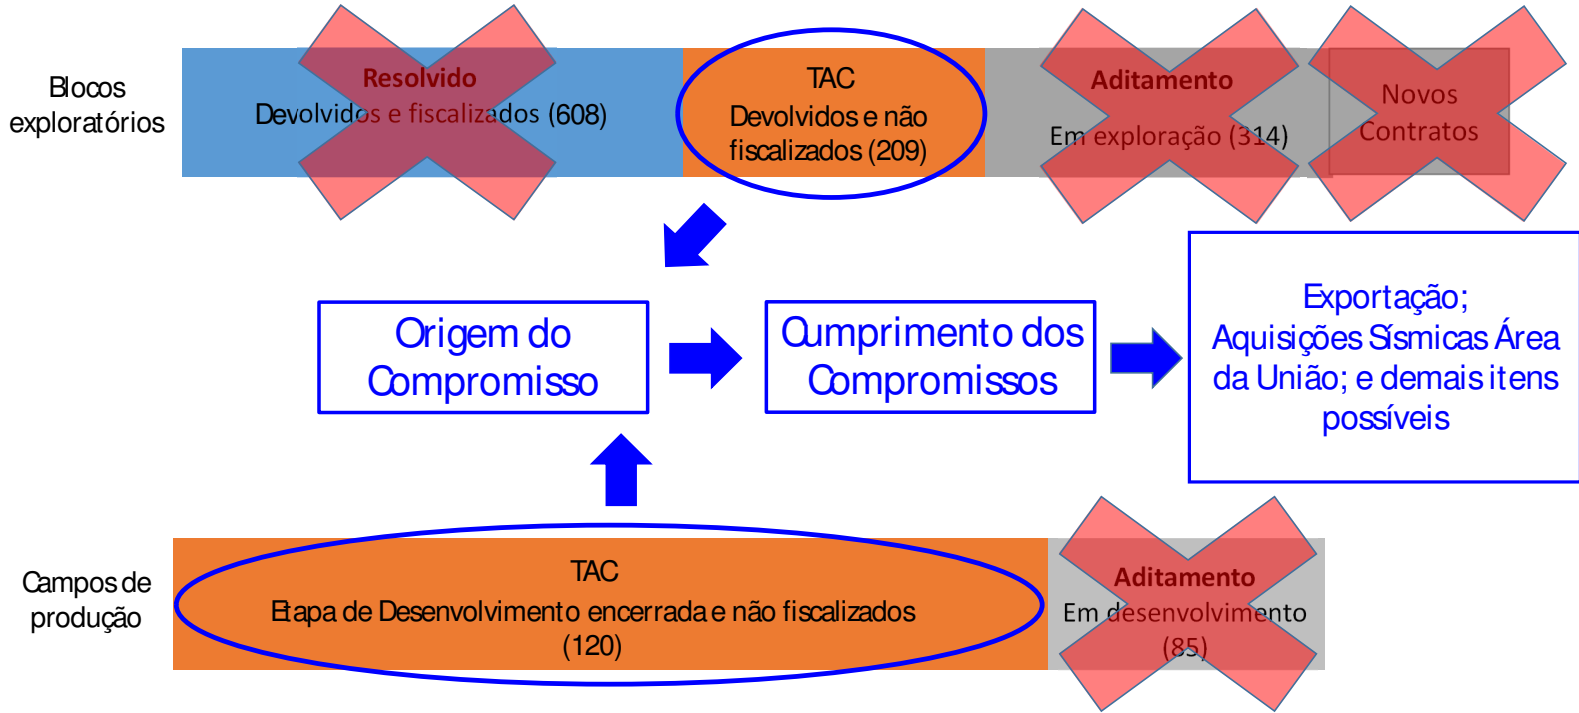 Blocos
exploratórios
Resolvido
Devolvidos e fiscalizados (608)
TAC
Devolvidos e não
fiscalizados (209)
Aditamento
Em exploração (314)
Novos
Contratos
Origem do
Compromisso
Cumprimento dos
Compromissos
Exportação;
Aquisições Sísmicas Área
da União; e demais itens
possíveis
Campos de
produção
TAC
Etapa de Desenvolvimento encerrada e não fiscalizados
(120)
Aditamento
Em desenvolvimento
(85)